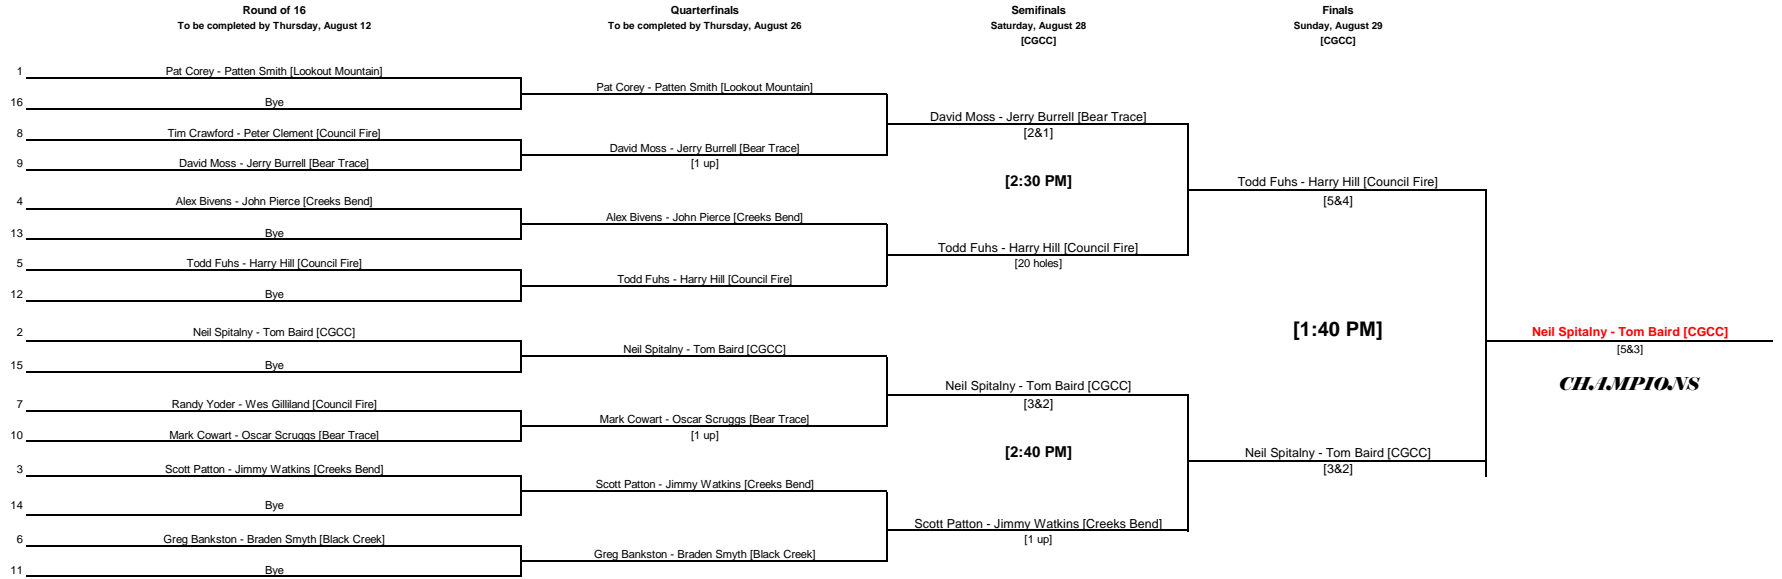 Round of 16
To be completed by Thursday, August 12
Quarterfinals
To be completed by Thursday, August 26
Semifinals
Saturday, August 28
[CGCC]
Finals
Sunday, August 29
[CGCC]
1 Pat Corey - Patten Smith [Lookout Mountain]
16 Bye
8 Tim Crawford - Peter Clement [Council Fire]
9 David Moss - Jerry Burrell [Bear Trace]
4 Alex Bivens - John Pierce [Creeks Bend]
13 Bye
5 Todd Fuhs - Harry Hill [Council Fire]
12 Bye
2 Neil Spitalny - Tom Baird [CGCC]
15 Bye
7 Randy Yoder - Wes Gilliland [Council Fire]
10 Mark Cowart - Oscar Scruggs [Bear Trace]
3 Scott Patton - Jimmy Watkins [Creeks Bend]
14 Bye
6 Greg Bankston - Braden Smyth [Black Creek]
11 Bye
Pat Corey - Patten Smith [Lookout Mountain]
David Moss - Jerry Burrell [Bear Trace]
[1 up]
Alex Bivens - John Pierce [Creeks Bend]
Todd Fuhs - Harry Hill [Council Fire]
Neil Spitalny - Tom Baird [CGCC]
Mark Cowart - Oscar Scruggs [Bear Trace]
[1 up]
Scott Patton - Jimmy Watkins [Creeks Bend]
Greg Bankston - Braden Smyth [Black Creek]
David Moss - Jerry Burrell [Bear Trace]
[2&1]
[2:30 PM]
Todd Fuhs - Harry Hill [Council Fire]
[20 holes]
Neil Spitalny - Tom Baird [CGCC]
[3&2]
[2:40 PM]
Scott Patton - Jimmy Watkins [Creeks Bend]
[1 up]
Todd Fuhs - Harry Hill [Council Fire]
[5&4]
[1:40 PM]
Neil Spitalny - Tom Baird [CGCC]
[3&2]
Neil Spitalny - Tom Baird [CGCC]
[5&3]
CHAMPIONS